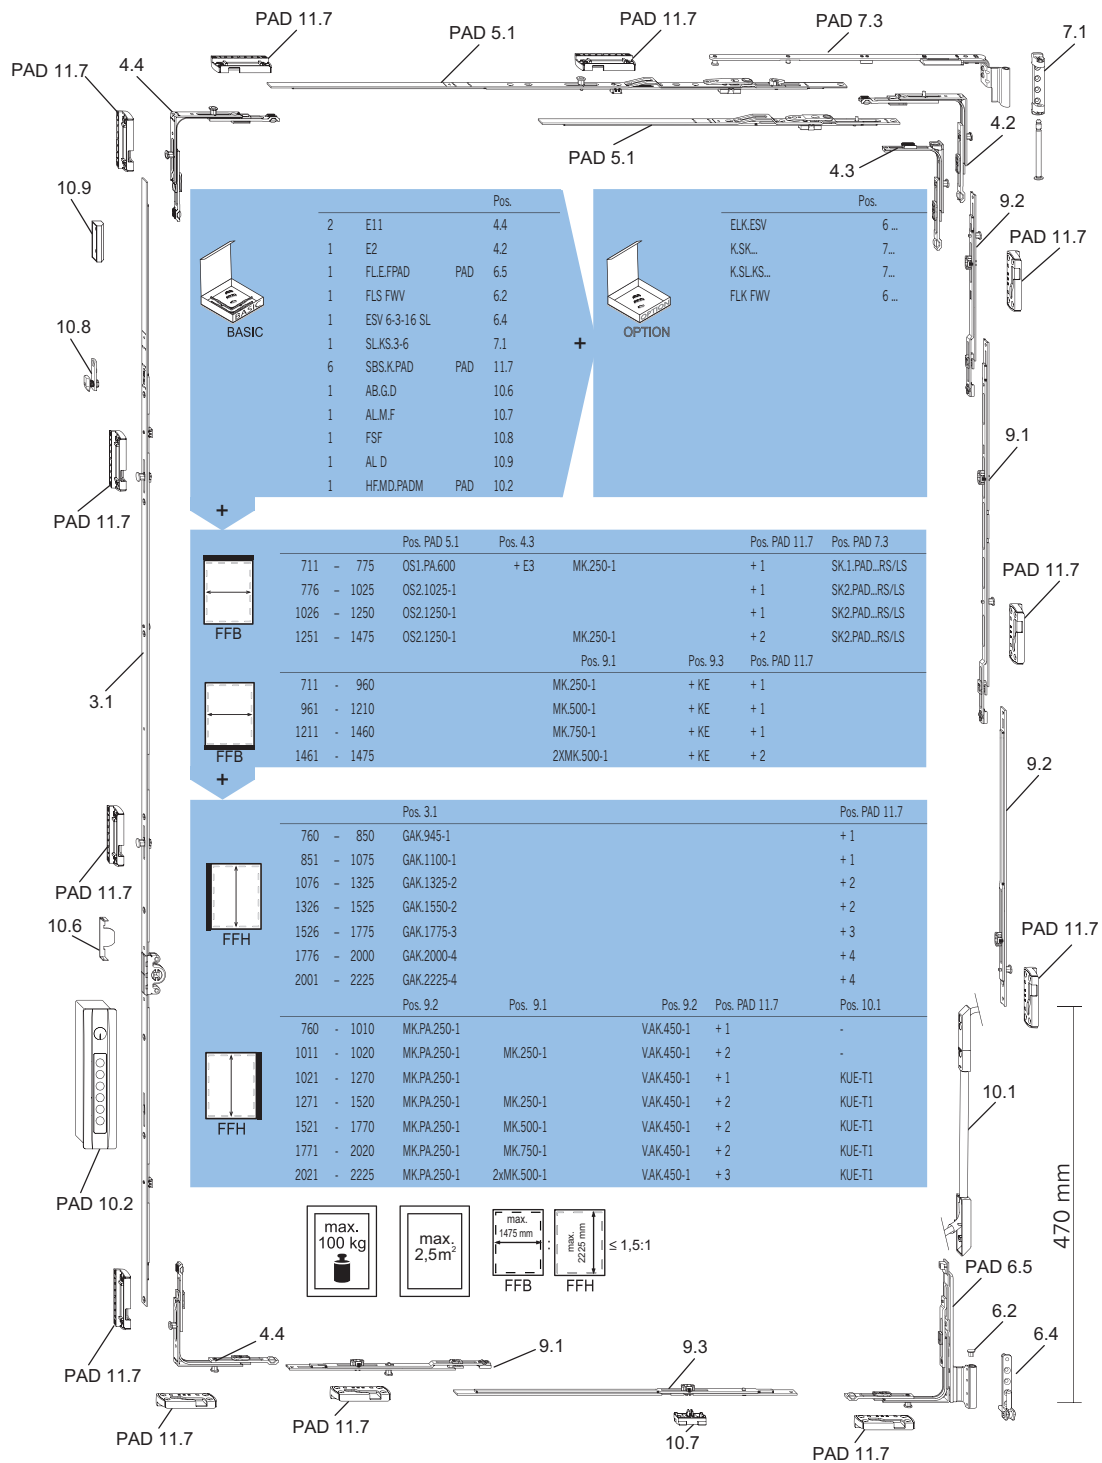 PAD 11.7
PAD 5.1
PAD 11.7
PAD 7.3
7.1
PAD 11.7
4.4
PAD 5.1
4.3
4.2
10.9
9.2
PAD 11.7
10.8
BASIC
BASIC
Pos.
2 E11 4.4
1 E2 4.2
1 FL.E.FPAD PAD 6.5
1 FLS FWV 6.2
1 ESV 6-3-16 SL 6.4
1 SL.KS.3-6 7.1
6 SBS.K.PAD PAD 11.7
1 AB.G.D 10.6
1 AL.M.F 10.7
1 FSF 10.8
1 AL D 10.9
1 HF.MD.PADM PAD 10.2
+
OPTION
OPTION
Pos.
ELK.ESV 6 ...
K.SK... 7...
K.SL.KS... 7...
FLK FWV 6 ...
9.1
PAD 11.7
+
Pos. PAD 5.1 Pos. 4.3 Pos. PAD 11.7 Pos. PAD 7.3
711 – 775 OS1.PA.600 + E3 MK.250-1 + 1 SK.1.PAD...RS/LS
776 – 1025 OS2.1025-1 + 1 SK2.PAD...RS/LS
1026 – 1250 OS2.1250-1 + 1 SK2.PAD...RS/LS
1251 – 1475 OS2.1250-1 MK.250-1 + 2 SK2.PAD...RS/LS
FFB
PAD 11.7
Pos. 9.1 Pos. 9.3 Pos. PAD 11.7
711 - 960 MK.250-1 + KE + 1
961 - 1210 MK.500-1 + KE + 1
1211 - 1460 MK.750-1 + KE + 1
1461 - 1475 2XMK.500-1 + KE + 2
FFB
3.1
+
9.2
Pos. 3.1 Pos. PAD 11.7
760 – 850 GAK.945-1 + 1
851 – 1075 GAK.1100-1 + 1
1076 – 1325 GAK.1325-2 + 2
1326 – 1525 GAK.1550-2 + 2
1526 – 1775 GAK.1775-3 + 3
1776 – 2000 GAK.2000-4 + 4
2001 – 2225 GAK.2225-4 + 4
FFH
PAD 11.7
10.6
PAD 11.7
Pos. 9.2 Pos. 9.1 Pos. 9.2 Pos. PAD 11.7 Pos. 10.1
760 - 1010 MK.PA.250-1 V.AK.450-1 + 1 -
1011 - 1020 MK.PA.250-1 MK.250-1 V.AK.450-1 + 2 -
1021 - 1270 MK.PA.250-1 V.AK.450-1 + 1 KUE-T1
1271 - 1520 MK.PA.250-1 MK.250-1 V.AK.450-1 + 2 KUE-T1
1521 - 1770 MK.PA.250-1 MK.500-1 V.AK.450-1 + 2 KUE-T1
1771 - 2020 MK.PA.250-1 MK.750-1 V.AK.450-1 + 2 KUE-T1
2021 - 2225 MK.PA.250-1 2xMK.500-1 V.AK.450-1 + 3 KUE-T1
FFH
10.1
PAD 10.2
470 mm
max.
100 kg
max.
2,5m²
max.
1475 mm
FFB
:
max.
2225 mm
FFH
≤ 1,5:1
PAD 6.5
6.2
6.4
PAD 11.7
4.4
9.1
9.3
PAD 11.7
PAD 11.7
10.7
PAD 11.7